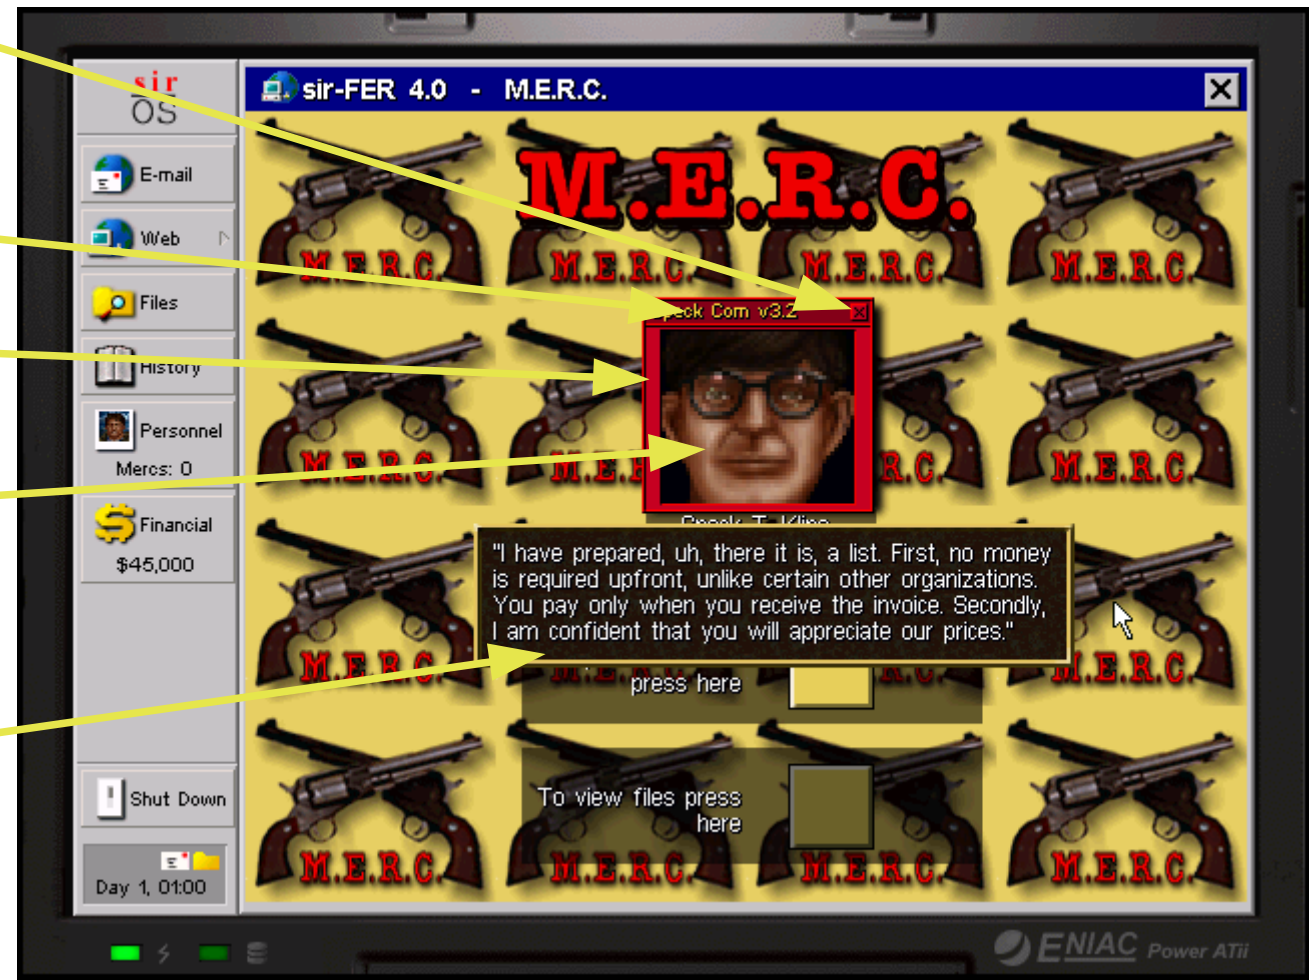 sir
OS
sir-FER 4.0 - M.E.R.C.
E-mail
Web
Files
History
Personnel
Mercs: 0
Financial
$45,000
Shut Down
Day 1, 01:00
M.E.R.C.
M.E.R.C.
M.E.R.C.
M.E.R.C.
M.E.R.C.
Com v3.2
M.E.R.C.
R.C.
M.E.R.C.
"I have prepared, uh, there it is, a list. First, no money
is required upfront, unlike certain other organizations.
You pay only when you receive the invoice. Secondly,
I am confident that you will appreciate our prices."
M.E.R.C.
M.E.R.C.
press here
To view files press
here
M.E.R.C.
M.E.R.C.
M.E.R.C.
M.E.R.C.
ENIAC Power ATii